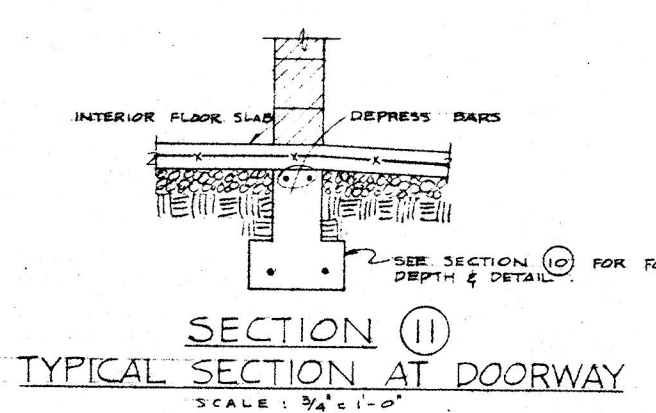 INTERIOR FLOOR SLAB
DEPRESS BARS
SEE SECTION 10 FOR
DEPTH & DETAIL.
SECTION 11
TYPICAL SECTION AT DOORWAY
SCALE : 3/4" = 1'-0"